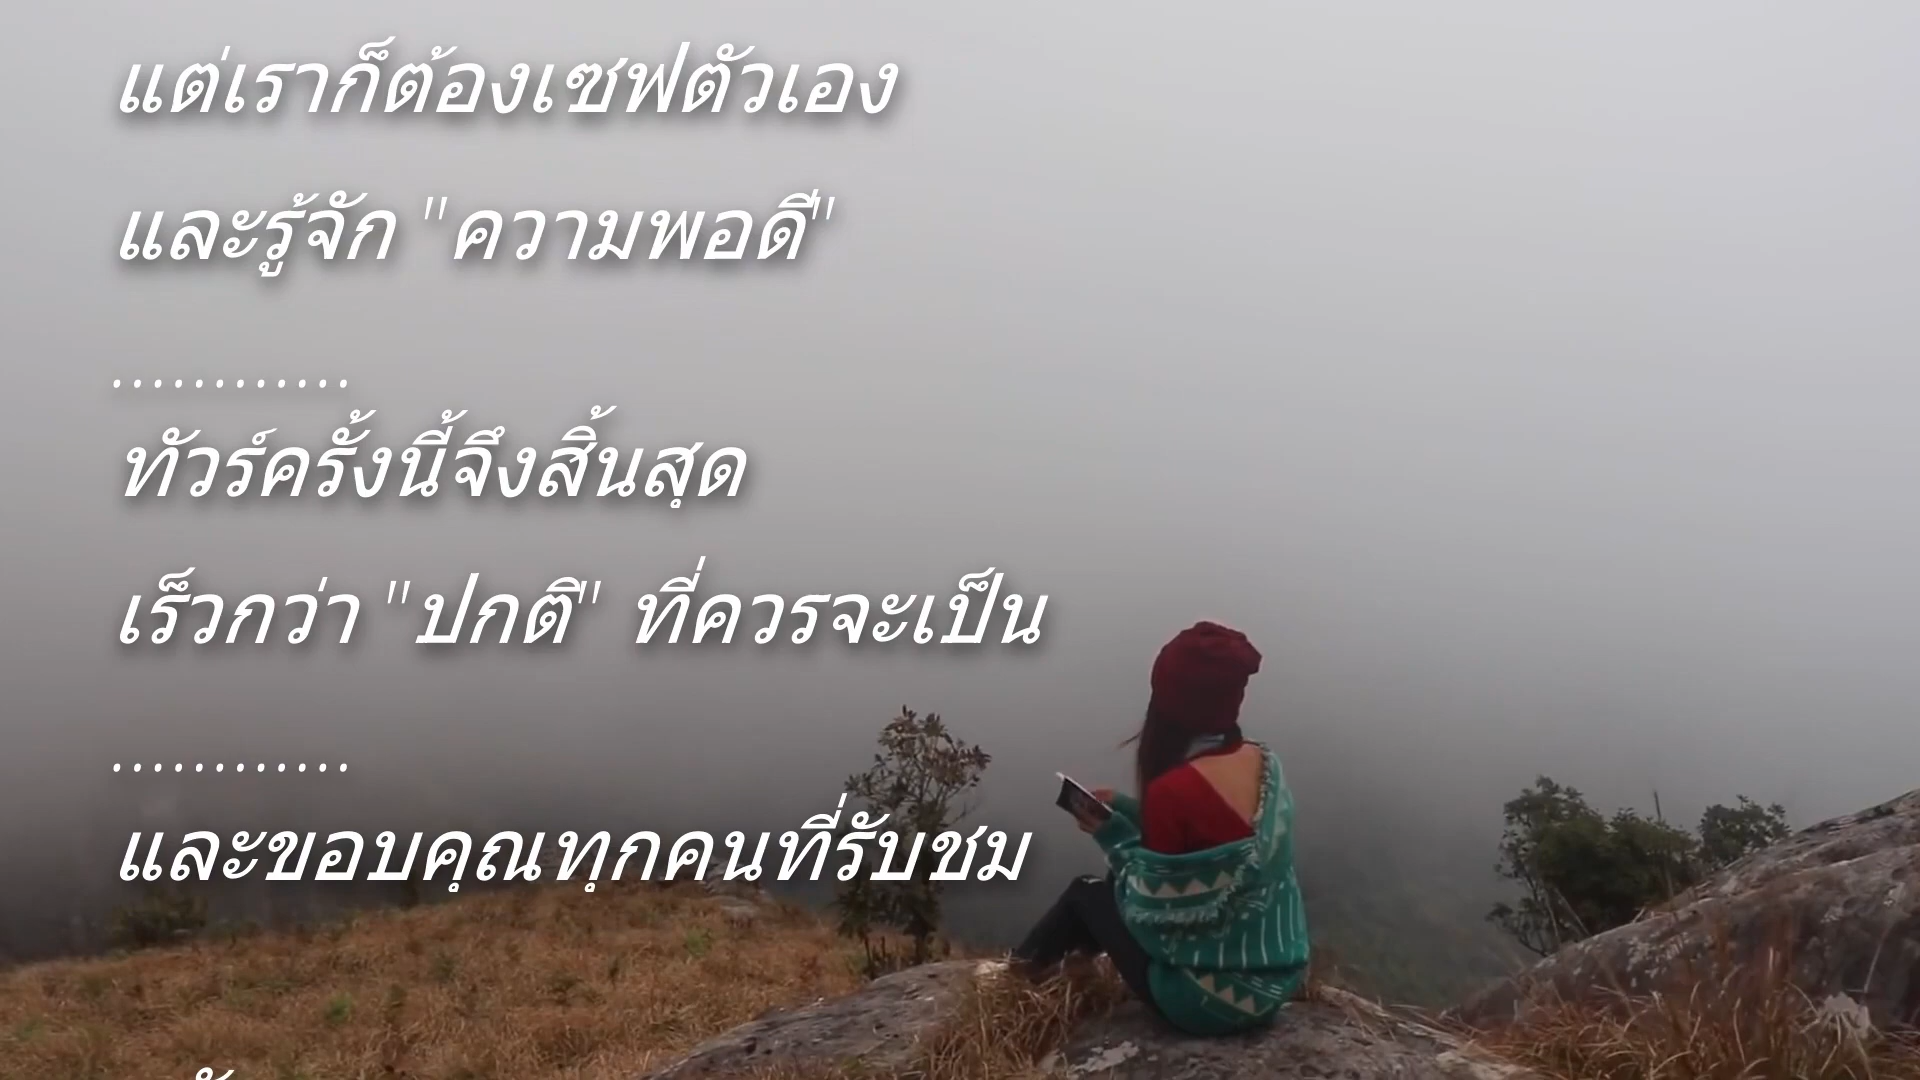 แต่เราก็ต้องเซฟตัวเอง
และรู้จัก "ความพอดี"
............
ทัวร์ครั้งนี้จึงสิ้นสุด
เร็วกว่า "ปกติ" ที่ควรจะเป็น
............
และขอบคุณทุกคนที่รับชม